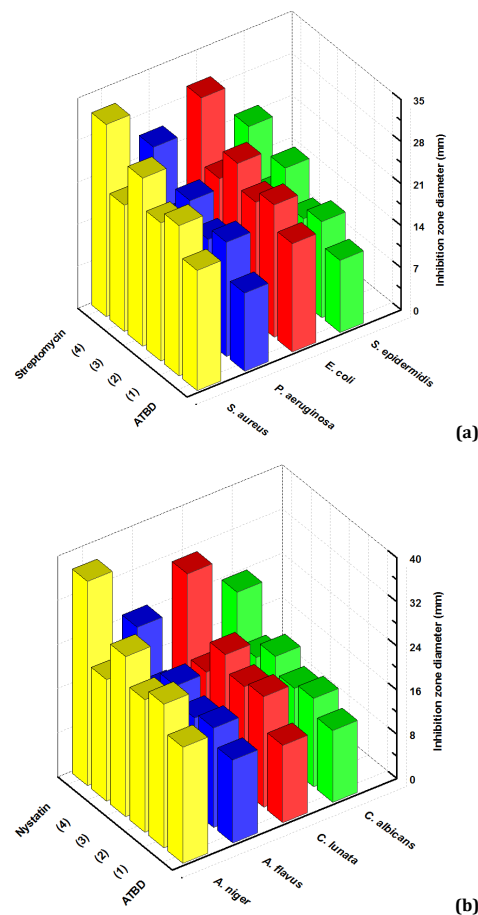 35
28
21
14
7
0
Inhibition zone diameter (mm)
Streptomycin
(4)
(3)
(2)
(1)
ATBD
S. aureus
P. aeruginosa
E. coli
S. epidermidis
(a)
40
32
24
16
8
0
Inhibition zone diameter (mm)
Nystatin
(4)
(3)
(2)
(1)
ATBD
A. niger
A. flavus
C. lunata
C. albicans
(b)